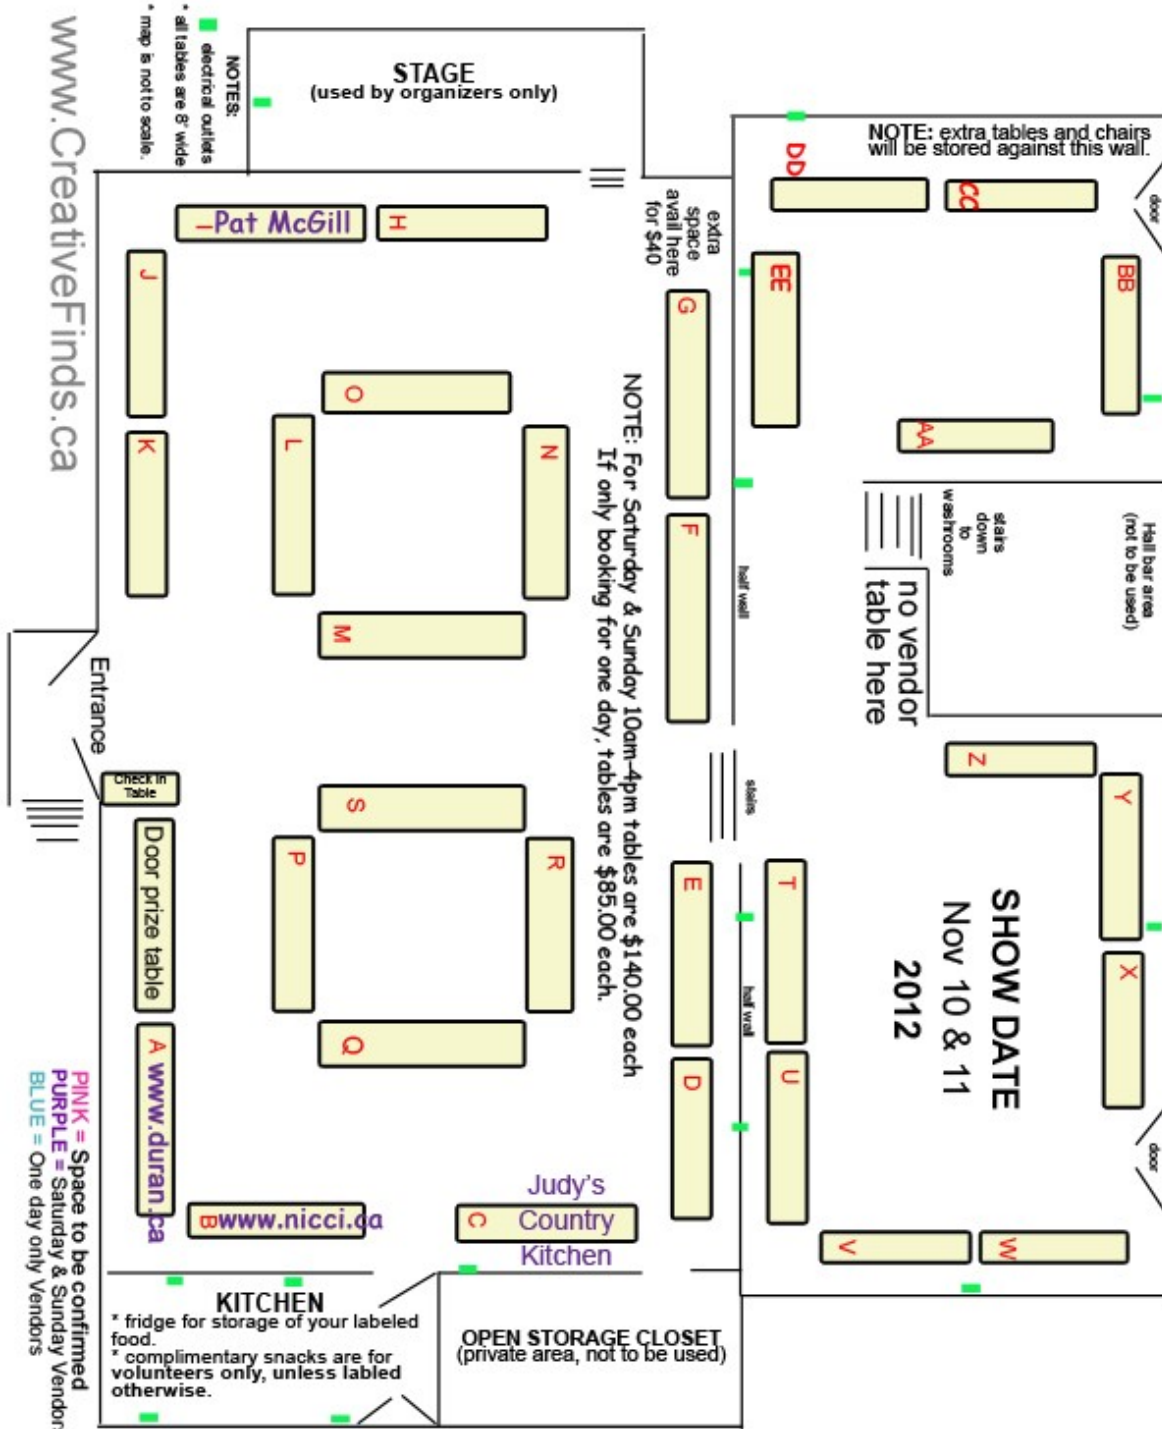 www.CreativeFinds.ca
NOTES:
electrical outlets
* all tables are 8' wide
* map is not to scale.
STAGE
(used by organizers only)
NOTE: extra tables and chairs
will be stored against this wall.
door
DD
CC
EE
BB
AA
I
Pat McGill
H
J
K
extra
space
avail here
for $40
G
F
half wall
O
L
N
M
NOTE: For Saturday & Sunday 10am-4pm tables are $140.00 each
If only booking for one day, tables are $85.00 each.
stairs
down
to
washrooms
Hall bar area
(not to be used)
no vendor
table here
Entrance
Check In
Table
Door prize table
S
P
R
Q
stairs
E
D
half wall
T
U
Z
Y
X
SHOW DATE
Nov 10 & 11
2012
door
V
W
A www.duran.ca
B www.nicci.ca
C
Judy's
Country
Kitchen
PINK = Space to be confirmed
PURPLE = Saturday & Sunday Vendor
BLUE = One day only Vendors
KITCHEN
* fridge for storage of your labeled
food.
* complimentary snacks are for
volunteers only, unless labled
otherwise.
OPEN STORAGE CLOSET
(private area, not to be used)